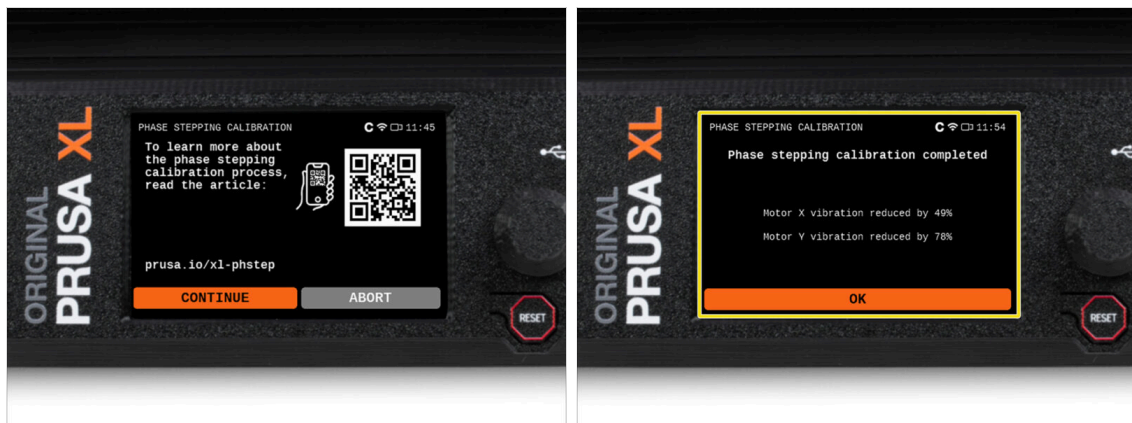 ORIGINAL
PRUSA XL
PHASE STEPPING CALIBRATION
C 11:45
To learn more about
the phase stepping
calibration process,
read the article:
prusa.io/xl-phstep
CONTINUE
ABORT
RESET
ORIGINAL
PRUSA XL
PHASE STEPPING CALIBRATION
C 11:54
Phase stepping calibration completed
Motor X vibration reduced by 49%
Motor Y vibration reduced by 78%
OK
RESET